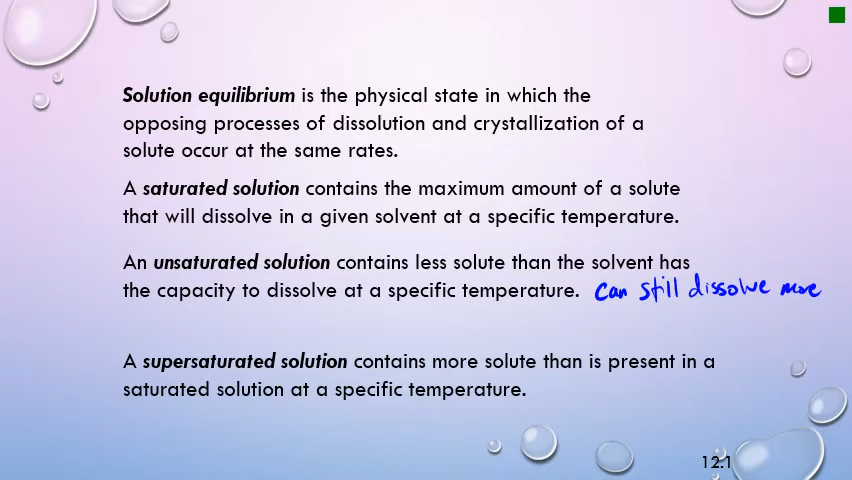 Solution equilibrium is the physical state in which the
opposing processes of dissolution and crystallization of a
solute occur at the same rates.
A saturated solution contains the maximum amount of a solute
that will dissolve in a given solvent at a specific temperature.
An unsaturated solution contains less solute than the solvent has
the capacity to dissolve at a specific temperature. can still dissolve more
A supersaturated solution contains more solute than is present in a
saturated solution at a specific temperature.
12.1